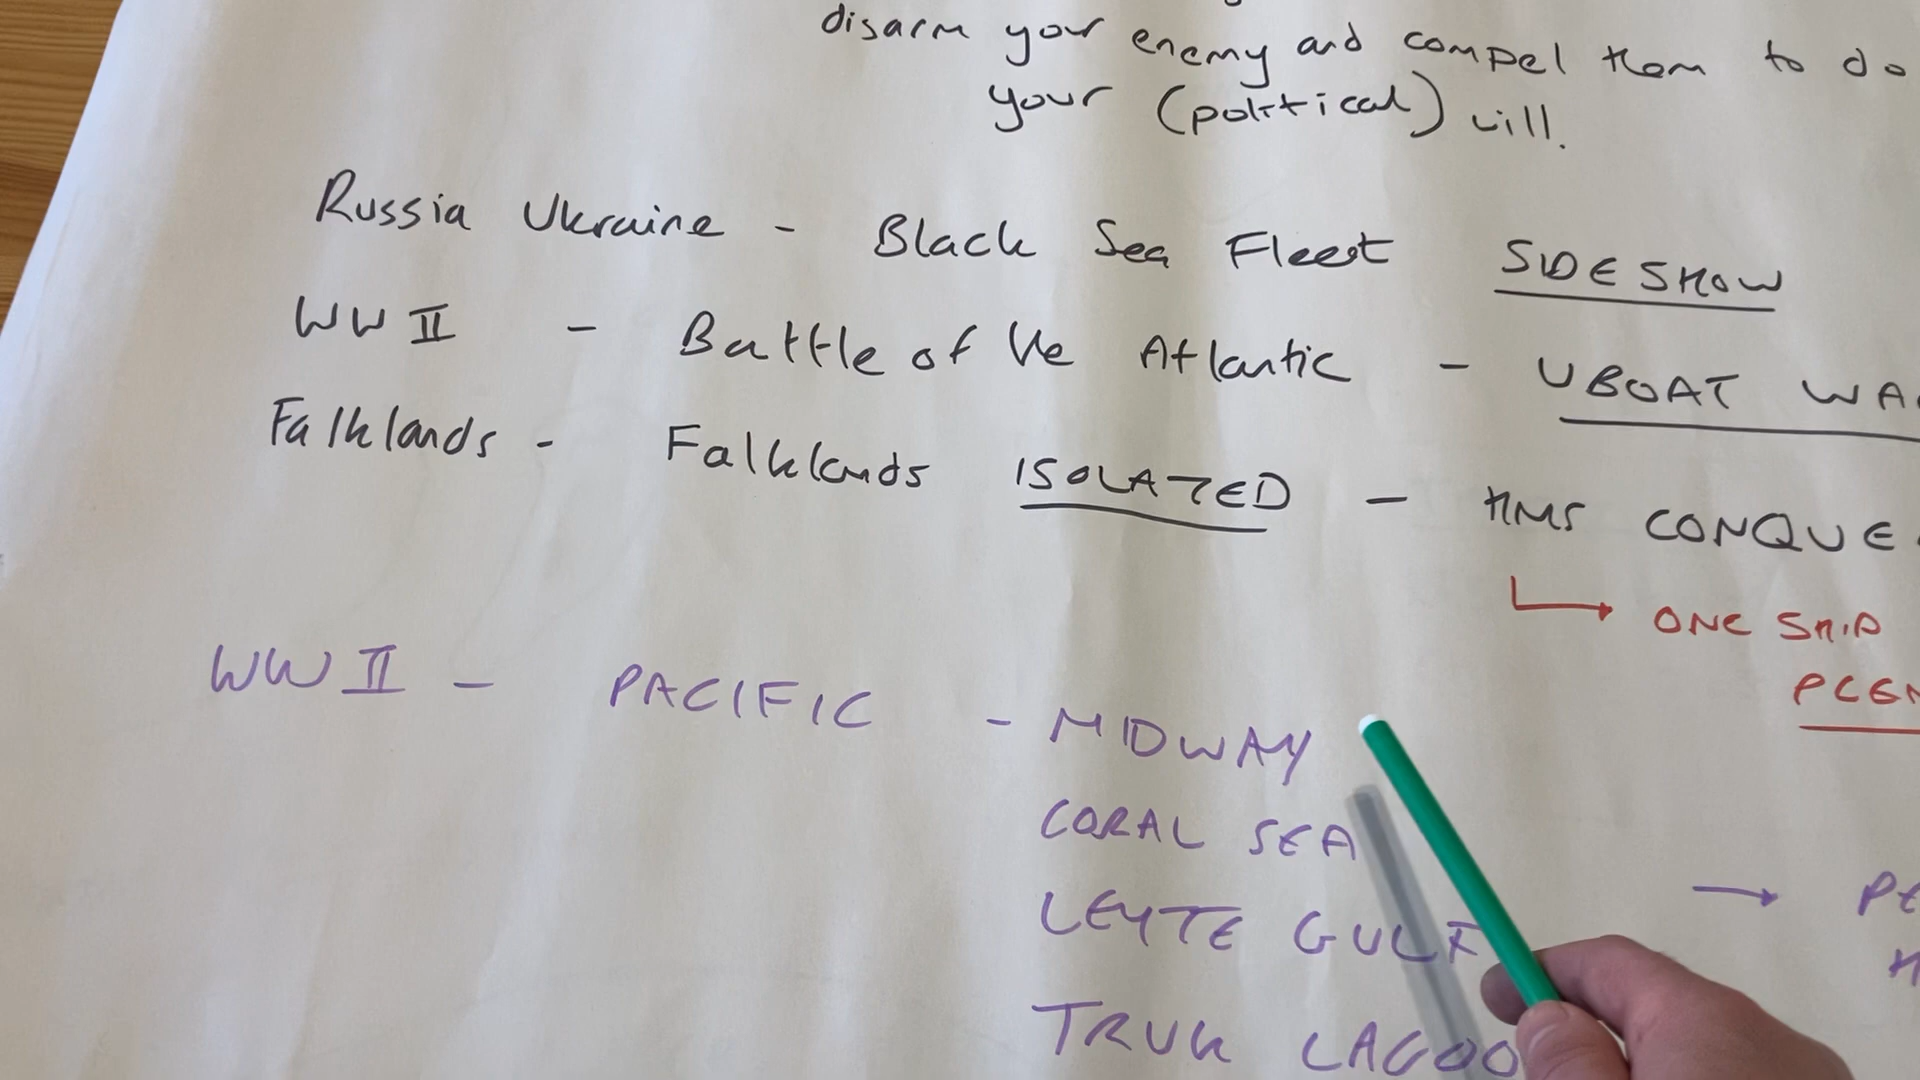 disarm your enemy and compel them to do
your (political) will.
Russia Ukraine - Black Sea Fleet SIDESHOW
WW II - Battle of the Atlantic - UBOAT
Falklands - Falklands ISOLATED - HMS
ONE SHIP
WW II - PACIFIC - MIDWAY
CORAL SEA
→
LEYTE GULF
TRUK